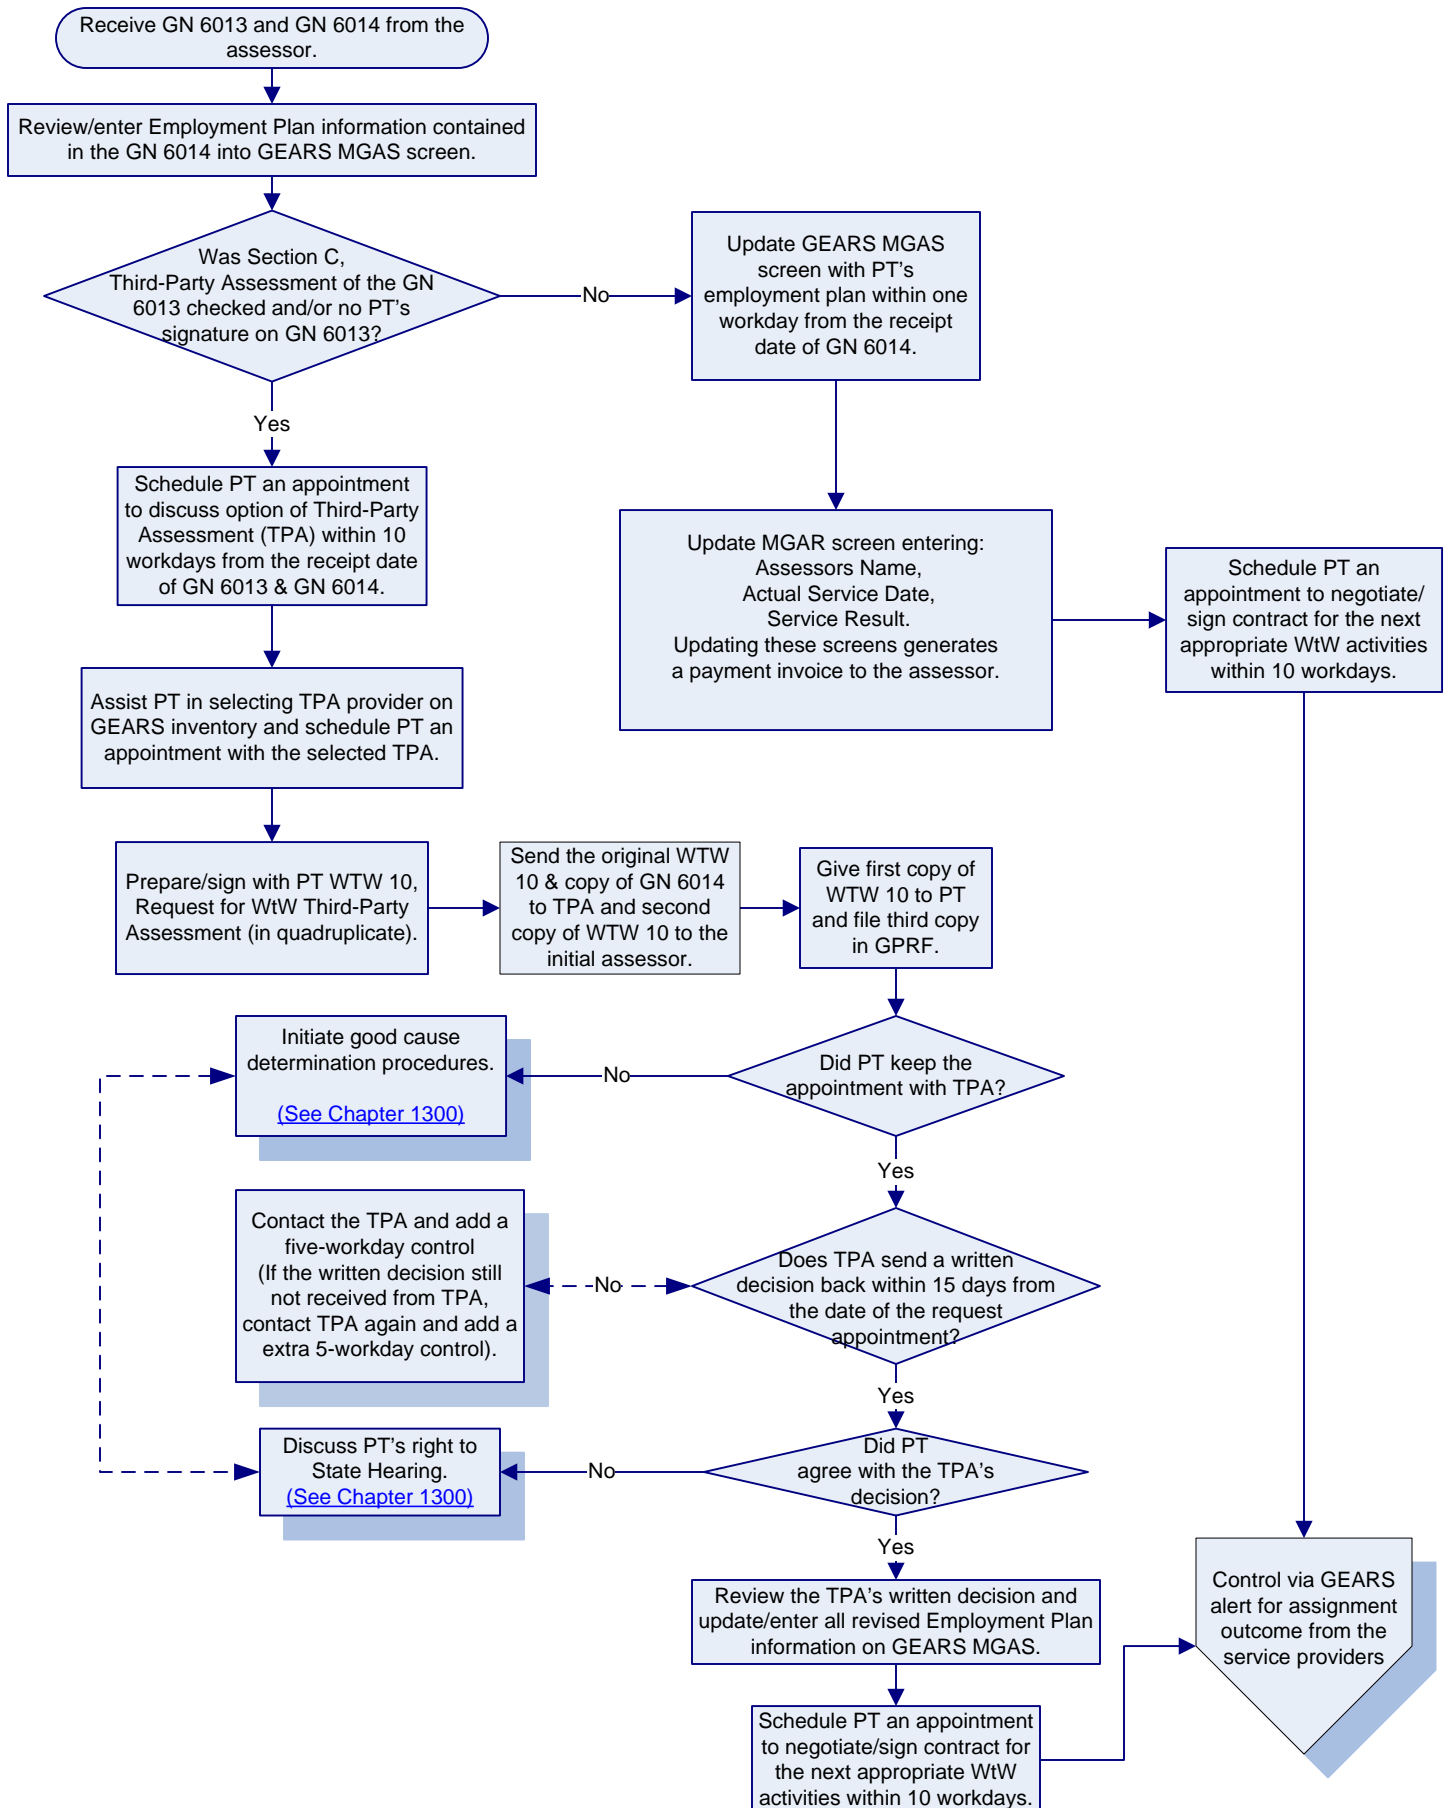 Receive GN 6013 and GN 6014 from the
assessor.
Review/enter Employment Plan information contained
in the GN 6014 into GEARS MGAS screen.
Was Section C,
Third-Party Assessment of the GN
6013 checked and/or no PT's
signature on GN 6013?
No
Update GEARS MGAS
screen with PT's
employment plan within one
workday from the receipt
date of GN 6014.
Yes
Schedule PT an appointment
to discuss option of Third-Party
Assessment (TPA) within 10
workdays from the receipt date
of GN 6013 & GN 6014.
Update MGAR screen entering:
Assessors Name,
Actual Service Date,
Service Result.
Updating these screens generates
a payment invoice to the assessor.
Schedule PT an
appointment to negotiate/
sign contract for the next
appropriate WtW activities
within 10 workdays.
Assist PT in selecting TPA provider on
GEARS inventory and schedule PT an
appointment with the selected TPA.
Prepare/sign with PT WTW 10,
Request for WtW Third-Party
Assessment (in quadruplicate).
Send the original WTW
10 & copy of GN 6014
to TPA and second
copy of WTW 10 to the
initial assessor.
Give first copy of
WTW 10 to PT
and file third copy
in GPRF.
Did PT keep the
appointment with TPA?
No
Initiate good cause
determination procedures.
(See Chapter 1300)
Yes
Does TPA send a written
decision back within 15 days from
the date of the request
appointment?
No
Contact the TPA and add a
five-workday control
(If the written decision still
not received from TPA,
contact TPA again and add a
extra 5-workday control).
Yes
Did PT
agree with the TPA's
decision?
No
Discuss PT's right to
State Hearing.
(See Chapter 1300)
Yes
Review the TPA's written decision and
update/enter all revised Employment Plan
information on GEARS MGAS.
Schedule PT an appointment
to negotiate/sign contract for
the next appropriate WtW
activities within 10 workdays.
Control via GEARS
alert for assignment
outcome from the
service providers